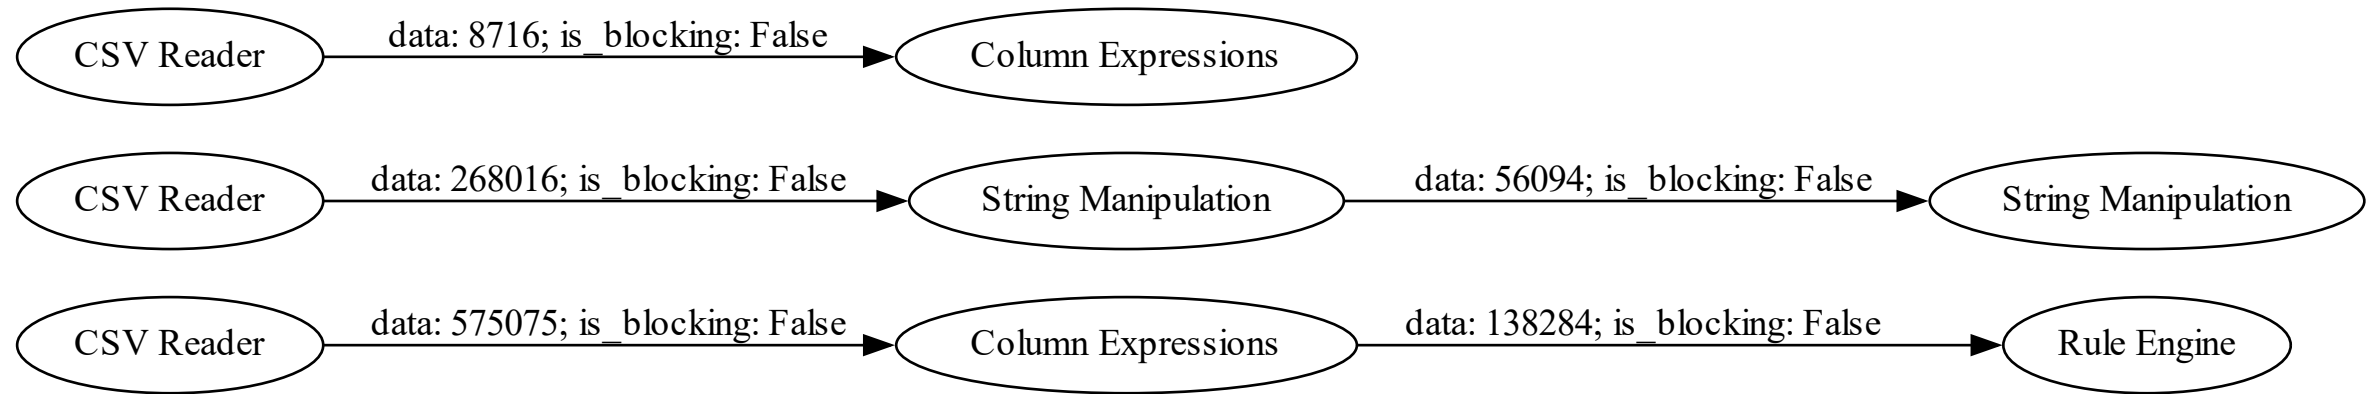 CSV Reader
data: 8716; is_blocking: False
Column Expressions
CSV Reader
data: 268016; is_blocking: False
String Manipulation
data: 56094; is_blocking: False
String Manipulation
CSV Reader
data: 575075; is_blocking: False
Column Expressions
data: 138284; is_blocking: False
Rule Engine